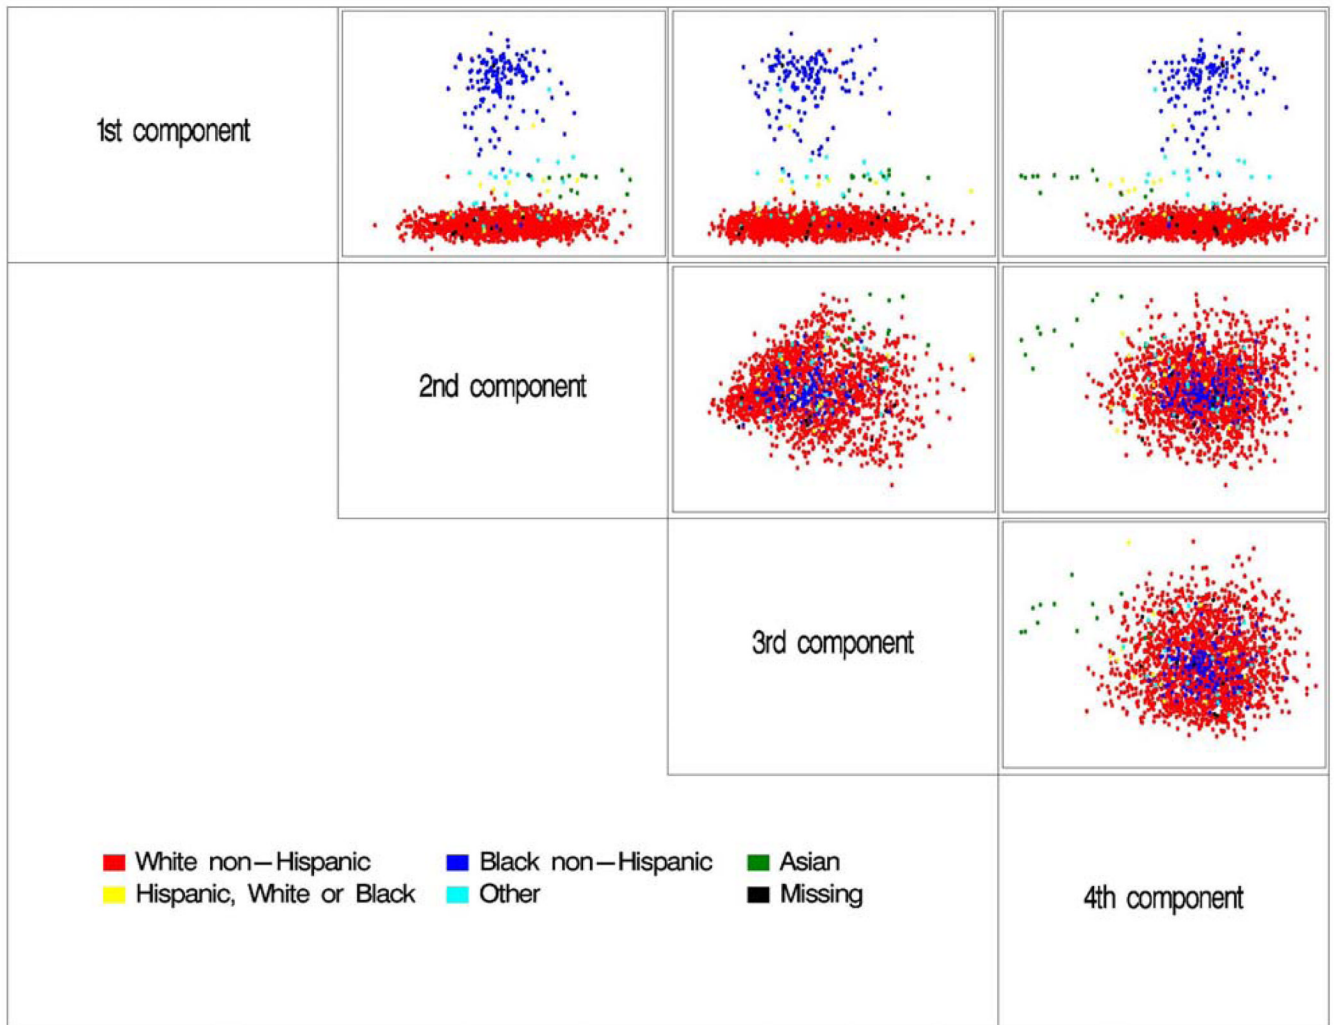 1st component
2nd component
3rd component
White non–Hispanic Black non–Hispanic Asian
Hispanic, White or Black Other Missing
4th component